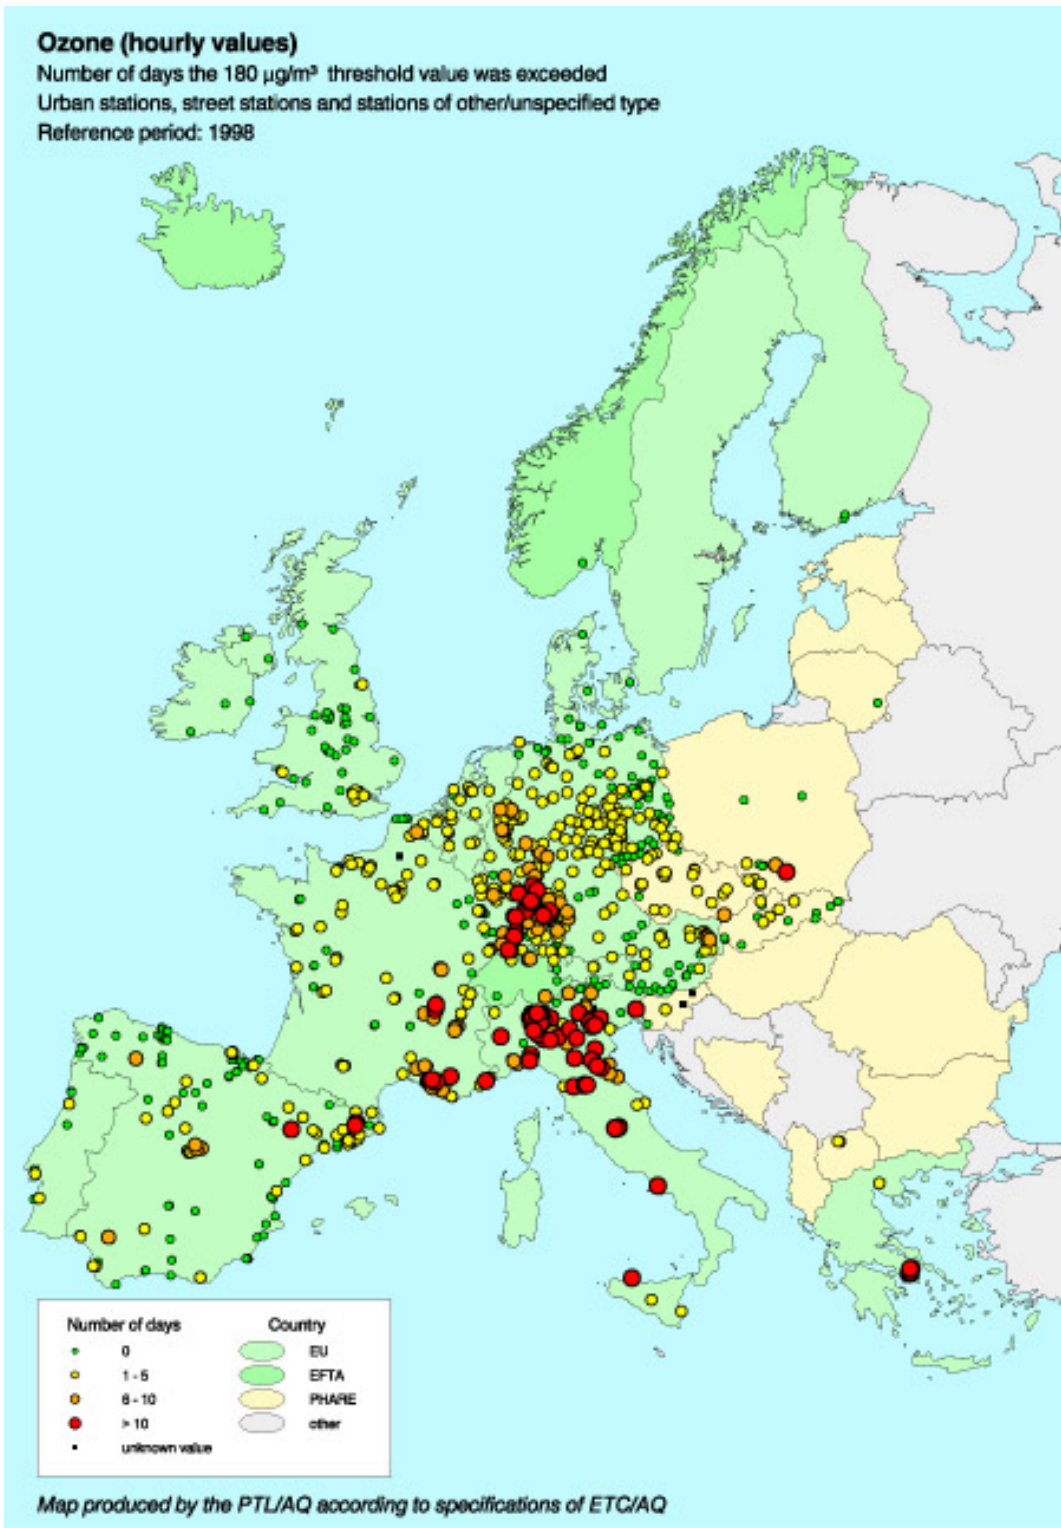 Ozone (hourly values)
Number of days the 180 µg/m³ threshold value was exceeded
Urban stations, street stations and stations of other/unspecified type
Reference period: 1998
Number of days
Country
0
EU
1 - 5
EFTA
6 - 10
PHARE
> 10
other
unknown value
Map produced by the PTL/AQ according to specifications of ETC/AQ